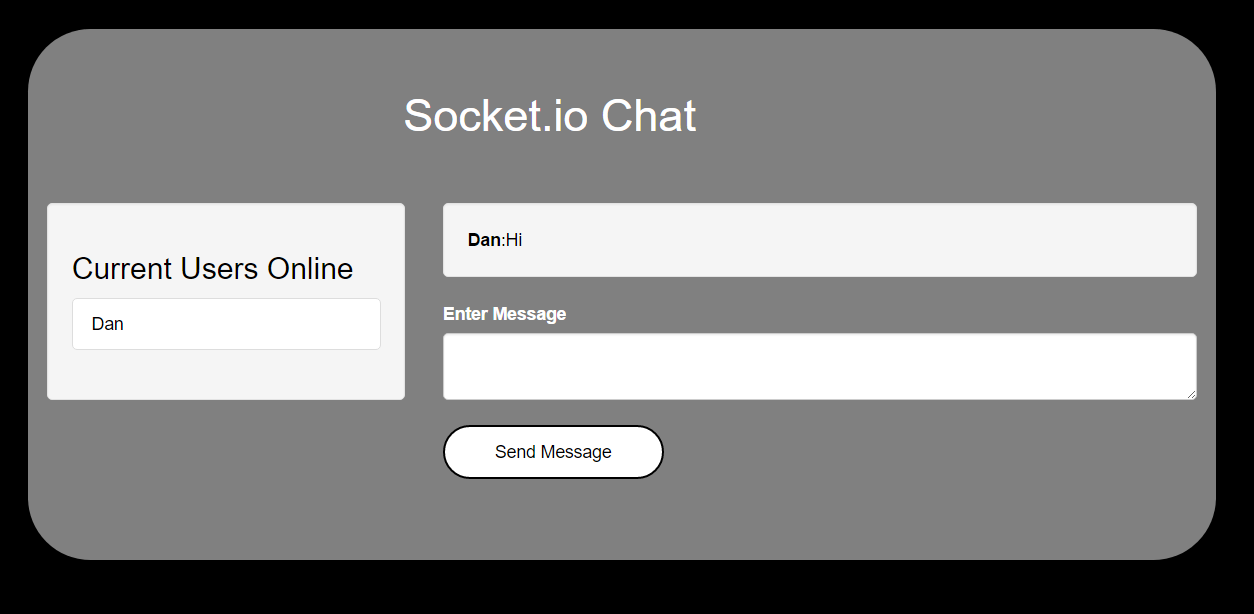 Socket.io Chat
Current Users Online
Dan
Dan:Hi
Enter Message
Send Message